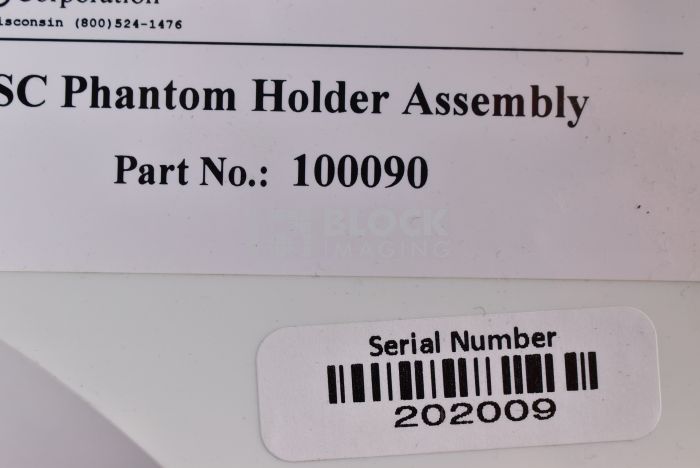 Corporation
isconsin (800)524-1476
SC Phantom Holder Assembly
Part No.: 100090
BLOCK
IMAGING
Serial Number
202009